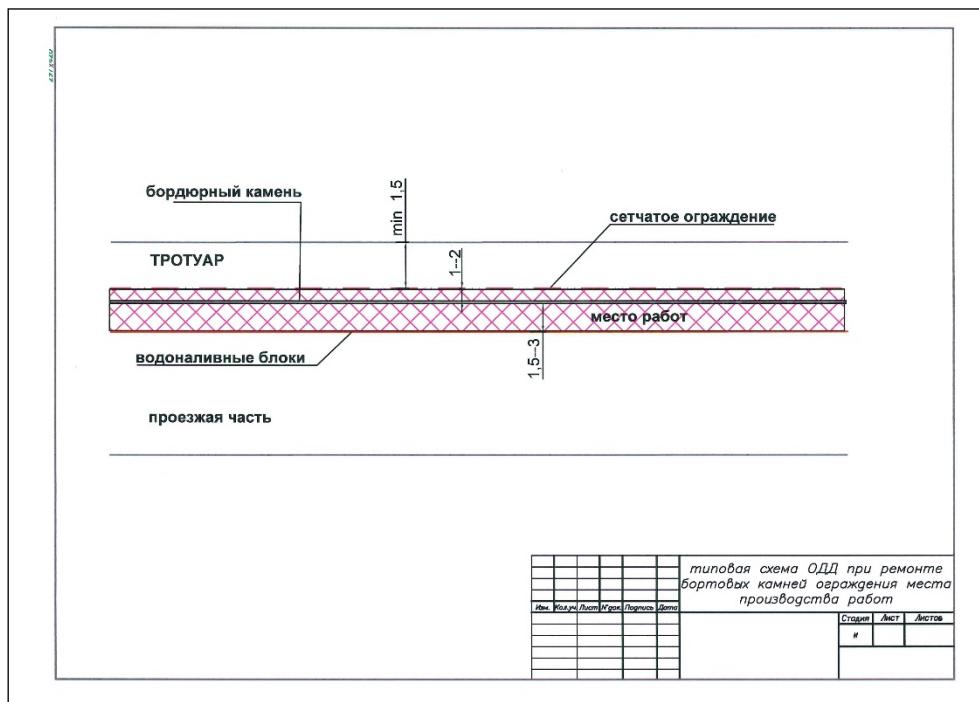 min 1,5
бордюрный камень
сетчатое ограждение
ТРОТУАР
1--2
место работ
водоналивные блоки
1,5--3
проезжая часть
типовая схема ОДД при ремонте
бортовых камней ограждения места
производства работ
Изм. Кол.уч Лист №док. Подпись Дата
Стадия Лист Листов
и